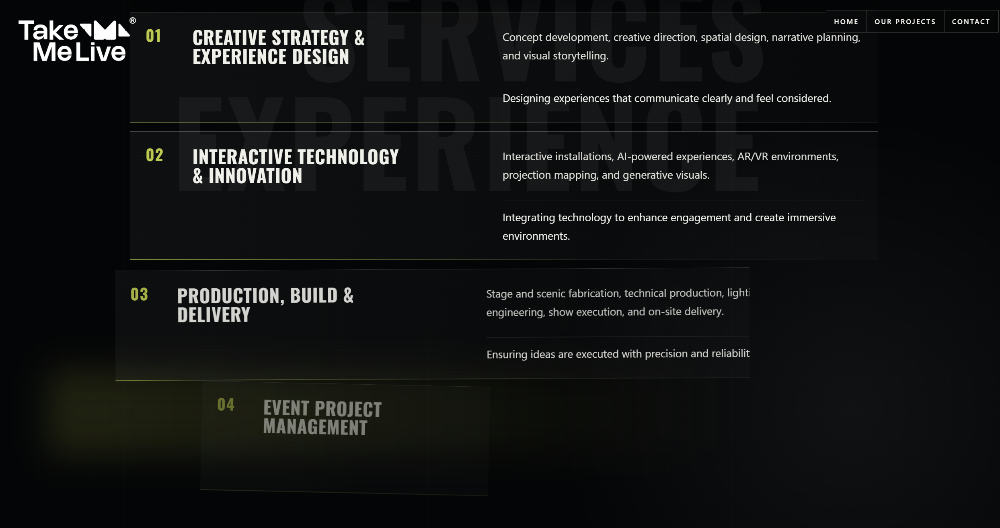 SERVICES
EXPERIENCE
Take
Me Live
®
HOME
OUR PROJECTS
CONTACT
01
CREATIVE STRATEGY &
EXPERIENCE DESIGN
Concept development, creative direction, spatial design, narrative planning,
and visual storytelling.
Designing experiences that communicate clearly and feel considered.
02
INTERACTIVE TECHNOLOGY
& INNOVATION
Interactive installations, AI-powered experiences, AR/VR environments,
projection mapping, and generative visuals.
Integrating technology to enhance engagement and create immersive
environments.
03
PRODUCTION, BUILD &
DELIVERY
Stage and scenic fabrication, technical production, lighti
engineering, show execution, and on-site delivery.
Ensuring ideas are executed with precision and reliabilit
04
EVENT PROJECT
MANAGEMENT